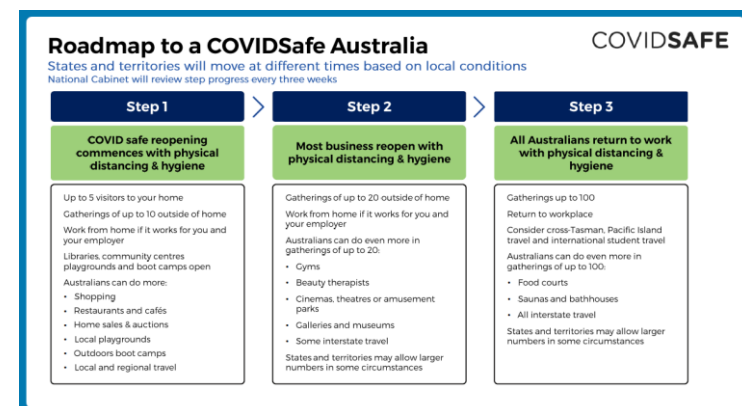 Roadmap to a COVIDSafe Australia
COVIDSAFE
States and territories will move at different times based on local conditions
National Cabinet will review step progress every three weeks
Step 1
COVID safe reopening
commences with physical
distancing & hygiene
Up to 5 visitors to your home
Gatherings of up to 10 outside of home
Work from home if it works for you and
your employer
Libraries, community centres
playgrounds and boot camps open
Australians can do more:
• Shopping
• Restaurants and cafés
• Home sales & auctions
• Local playgrounds
• Outdoors boot camps
• Local and regional travel
Step 2
Most business reopen with
physical distancing & hygiene
Gatherings of up to 20 outside of home
Work from home if it works for you and
your employer
Australians can do even more in
gatherings of up to 20:
• Gyms
• Beauty therapists
• Cinemas, theatres or amusement
parks
• Galleries and museums
• Some interstate travel
States and territories may allow larger
numbers in some circumstances
Step 3
All Australians return to work
with physical distancing &
hygiene
Gatherings up to 100
Return to workplace
Consider cross-Tasman, Pacific Island
travel and international student travel
Australians can do even more in
gatherings of up to 100:
• Food courts
• Saunas and bathhouses
• All interstate travel
States and territories may allow larger
numbers in some circumstances